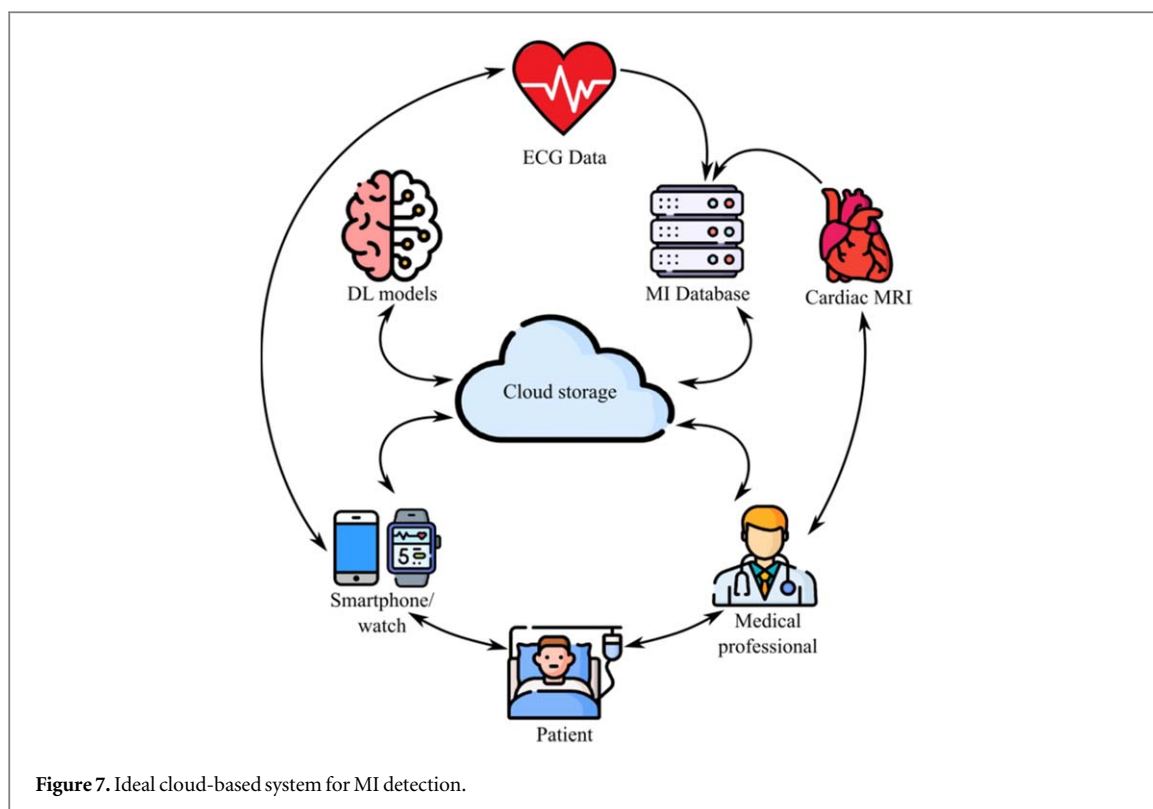 ECG Data
DL models
MI Database
Cardiac MRI
Cloud storage
5
Smartphone/
watch
Medical
professional
Patient
Figure 7. Ideal cloud-based system for MI detection.